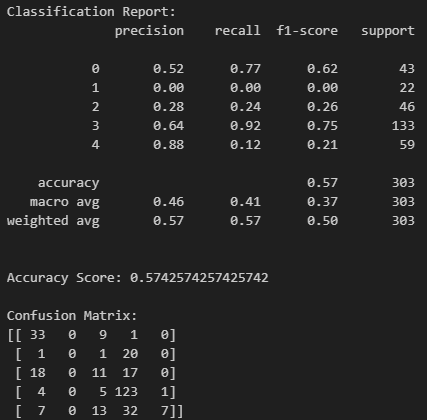 Classification Report:
              precision    recall  f1-score   support

           0       0.52      0.77      0.62        43
           1       0.00      0.00      0.00        22
           2       0.28      0.24      0.26        46
           3       0.64      0.92      0.75       133
           4       0.88      0.12      0.21        59

    accuracy                           0.57       303
   macro avg       0.46      0.41      0.37       303
weighted avg       0.57      0.57      0.50       303


Accuracy Score: 0.5742574257425742

Confusion Matrix:
[[ 33   0   9   1   0]
 [  1   0   1  20   0]
 [ 18   0  11  17   0]
 [  4   0   5 123   1]
 [  7   0  13  32   7]]